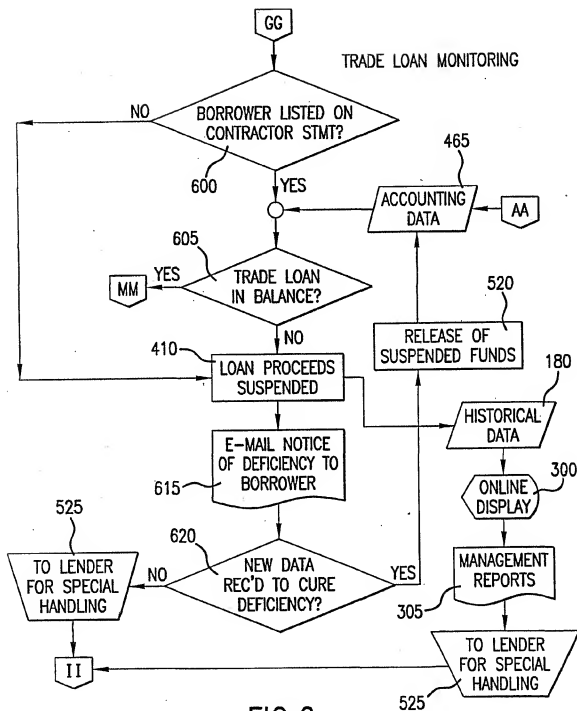 GG
TRADE LOAN MONITORING
NO
BORROWER LISTED ON
CONTRACTOR STMT?
600
YES
465
ACCOUNTING
DATA
AA
605
YES
TRADE LOAN
IN BALANCE?
MM
NO
520
RELEASE OF
SUSPENDED FUNDS
410
LOAN PROCEEDS
SUSPENDED
180
HISTORICAL
DATA
E-MAIL NOTICE
OF DEFICIENCY TO
BORROWER
615
300
ONLINE
DISPLAY
525
TO LENDER
FOR SPECIAL
HANDLING
620
NO
NEW DATA
REC'D TO CURE
DEFICIENCY?
YES
MANAGEMENT
REPORTS
305
II
TO LENDER
FOR SPECIAL
HANDLING
525